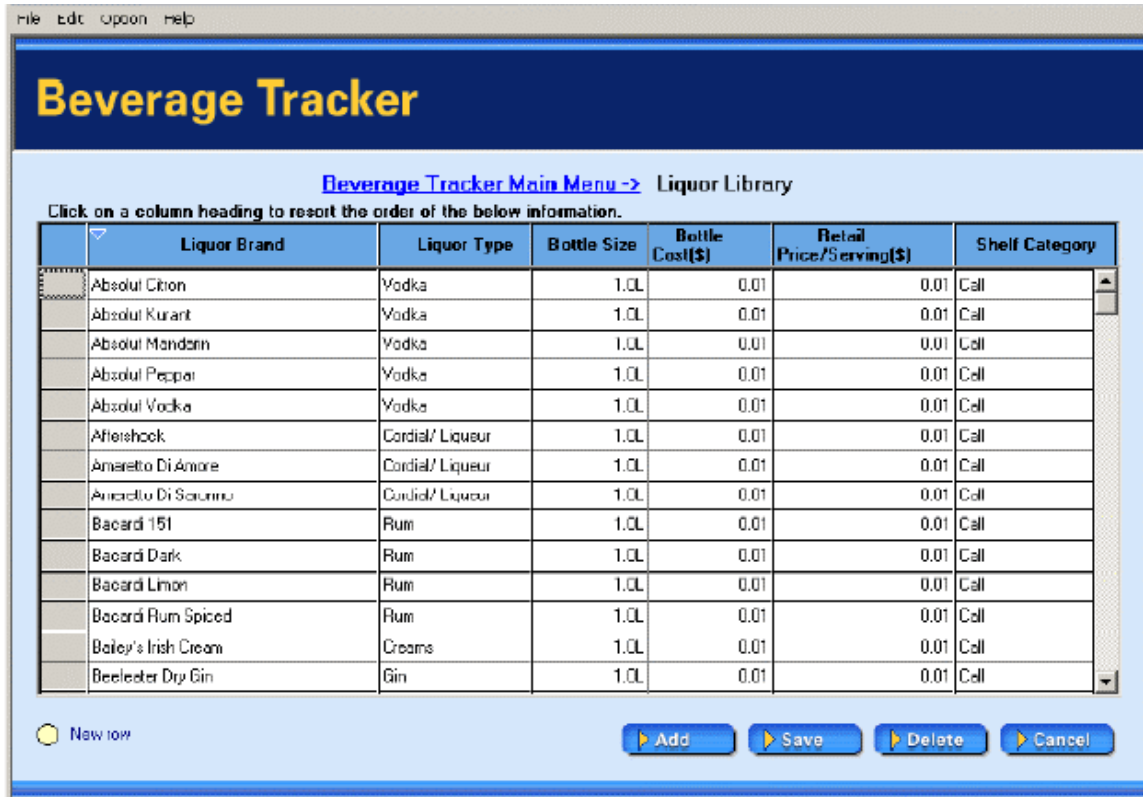 File Edit Option Help
Beverage Tracker
Beverage Tracker Main Menu -> Liquor Library
Click on a column heading to resort the order of the below information.
Liquor Brand Liquor Type Bottle Size Bottle Cost($) Retail Price/Serving($) Shelf Category
Absolut Citron Vodka 1.0L 0.01 0.01 Call
Absolut Kurant Vodka 1.0L 0.01 0.01 Call
Absolut Mandarin Vodka 1.0L 0.01 0.01 Call
Absolut Peppar Vodka 1.0L 0.01 0.01 Call
Absolut Vodka Vodka 1.0L 0.01 0.01 Call
Aftershock Cordial/ Liqueur 1.0L 0.01 0.01 Call
Amaretto Di Amore Cordial/ Liqueur 1.0L 0.01 0.01 Call
Amaretto Di Saronno Cordial/ Liqueur 1.0L 0.01 0.01 Call
Bacardi 151 Rum 1.0L 0.01 0.01 Call
Bacardi Dark Rum 1.0L 0.01 0.01 Call
Bacardi Limon Rum 1.0L 0.01 0.01 Call
Bacardi Rum Spiced Rum 1.0L 0.01 0.01 Call
Bailey's Irish Cream Creams 1.0L 0.01 0.01 Call
Beefeater Dry Gin Gin 1.0L 0.01 0.01 Call
New row
Add Save Delete Cancel